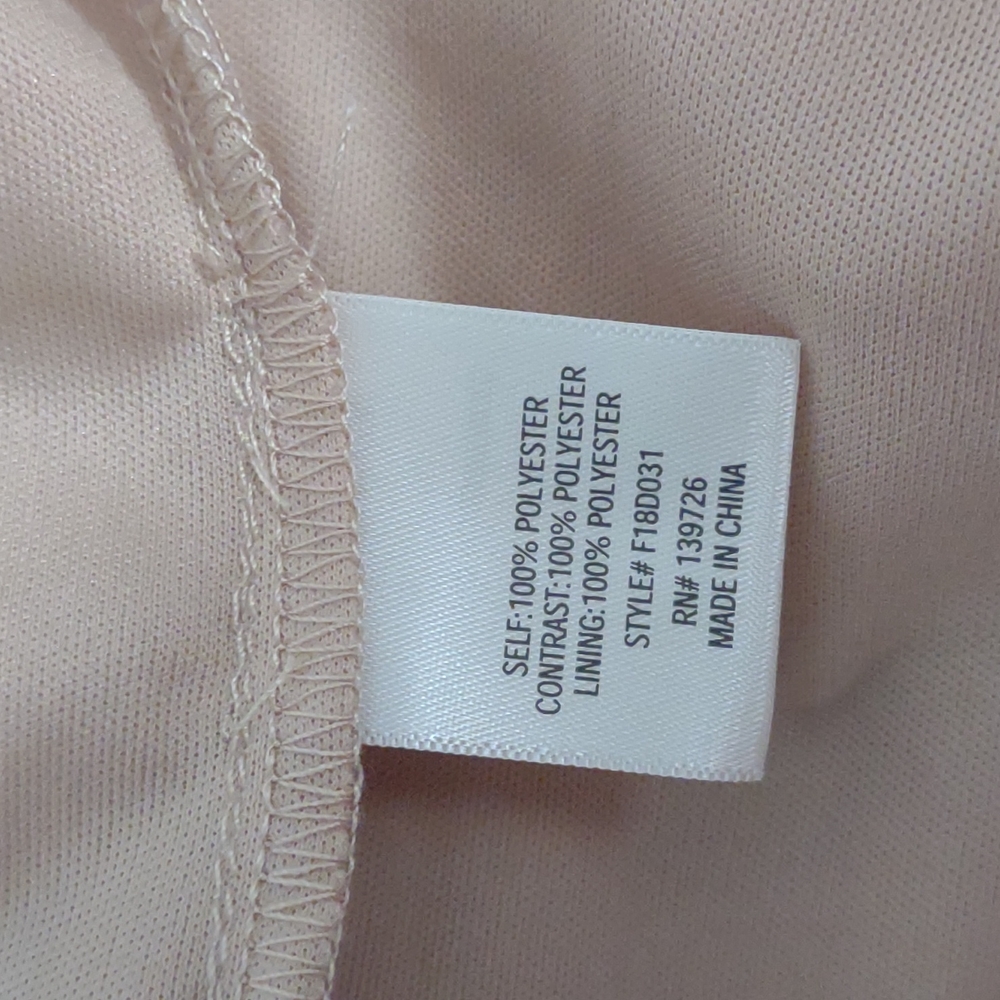 SELF:100% POLYESTER
CONTRAST:100% POLYESTER
LINING:100% POLYESTER
STYLE# F18D031
RN# 139726
MADE IN CHINA